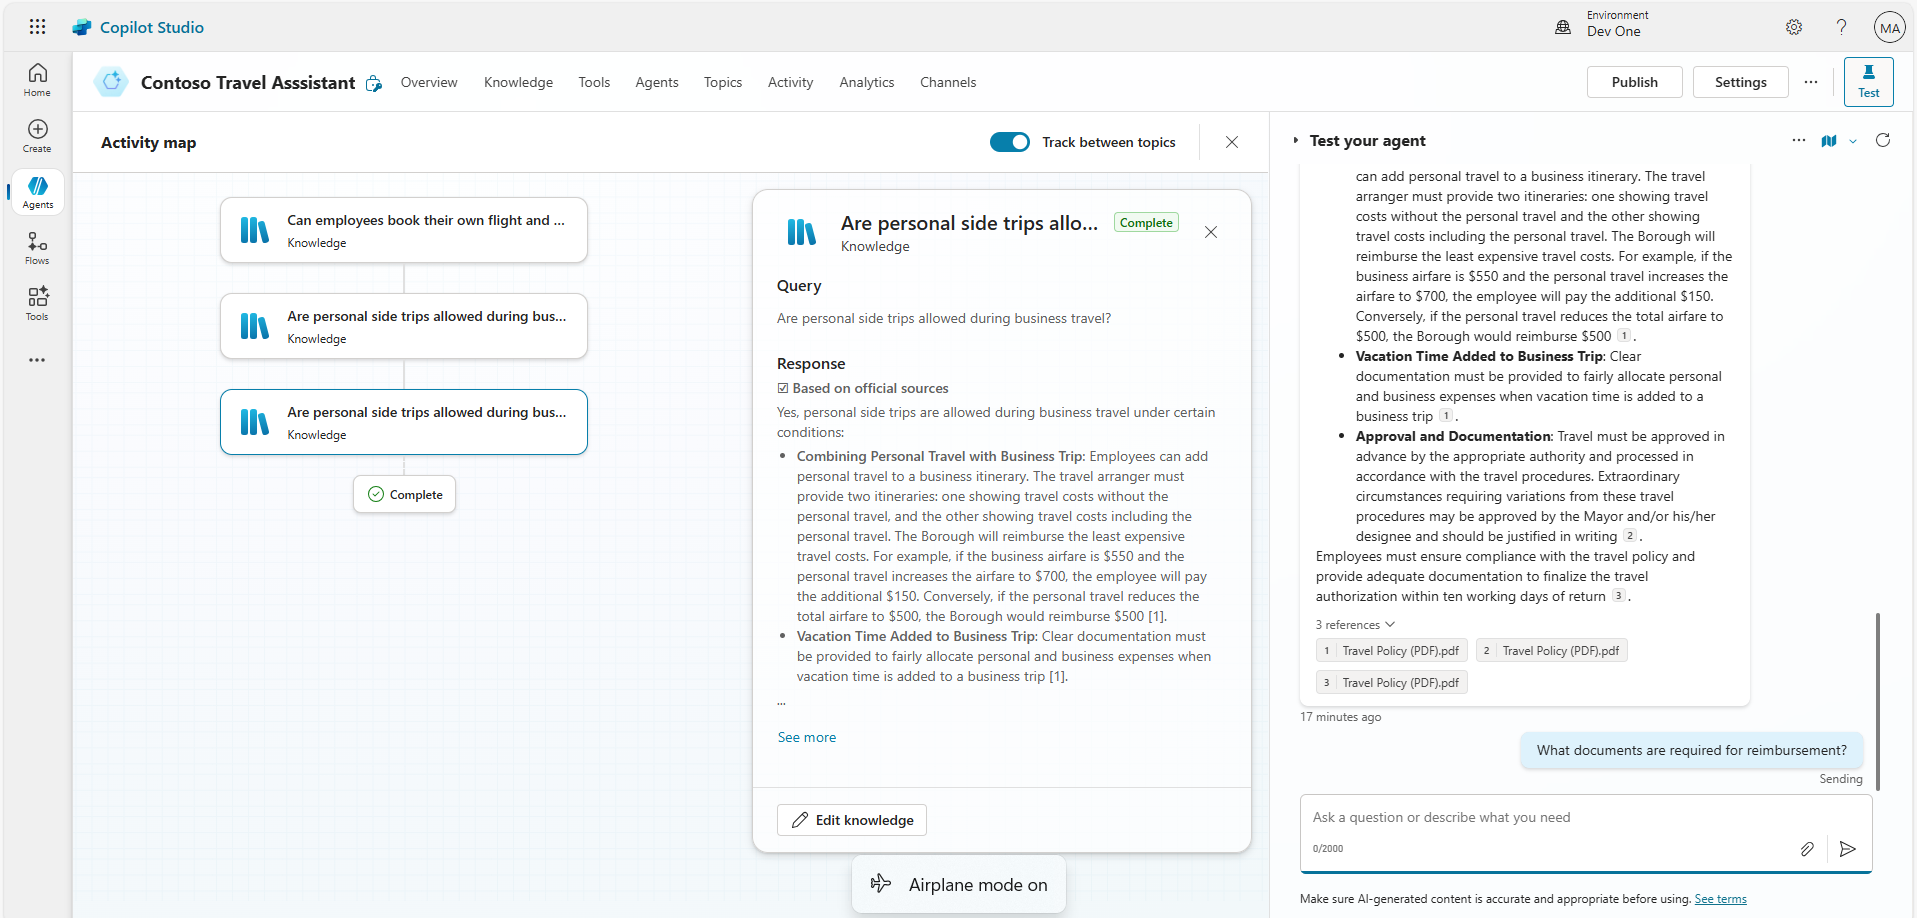 Copilot Studio
Environment
Dev One
MA
Home
Create
Agents
Flows
Tools
Contoso Travel Asssistant
Overview
Knowledge
Tools
Agents
Topics
Activity
Analytics
Channels
Publish
Settings
Test
Activity map
Track between topics
Can employees book their own flight and ...
Knowledge
Are personal side trips allowed during bus...
Knowledge
Are personal side trips allowed during bus...
Knowledge
Complete
Are personal side trips allo...
Complete
Knowledge
Query
Are personal side trips allowed during business travel?
Response
☑ Based on official sources
Yes, personal side trips are allowed during business travel under certain
conditions:
• Combining Personal Travel with Business Trip: Employees can add
personal travel to a business itinerary. The travel arranger must
provide two itineraries: one showing travel costs without the
personal travel, and the other showing travel costs including the
personal travel. The Borough will reimburse the least expensive
travel costs. For example, if the business airfare is $550 and the
personal travel increases the airfare to $700, the employee will pay
the additional $150. Conversely, if the personal travel reduces the
total airfare to $500, the Borough would reimburse $500 [1].
• Vacation Time Added to Business Trip: Clear documentation must
be provided to fairly allocate personal and business expenses when
vacation time is added to a business trip [1].
...
See more
Edit knowledge
Airplane mode on
Test your agent
can add personal travel to a business itinerary. The travel
arranger must provide two itineraries: one showing travel
costs without the personal travel and the other showing
travel costs including the personal travel. The Borough will
reimburse the least expensive travel costs. For example, if the
business airfare is $550 and the personal travel increases the
airfare to $700, the employee will pay the additional $150.
Conversely, if the personal travel reduces the total airfare to
$500, the Borough would reimburse $500 1 .
• Vacation Time Added to Business Trip: Clear
documentation must be provided to fairly allocate personal
and business expenses when vacation time is added to a
business trip 1 .
• Approval and Documentation: Travel must be approved in
advance by the appropriate authority and processed in
accordance with the travel procedures. Extraordinary
circumstances requiring variations from these travel
procedures may be approved by the Mayor and/or his/her
designee and should be justified in writing 2 .
Employees must ensure compliance with the travel policy and
provide adequate documentation to finalize the travel
authorization within ten working days of return 3 .
3 references
1 Travel Policy (PDF).pdf
2 Travel Policy (PDF).pdf
3 Travel Policy (PDF).pdf
17 minutes ago
What documents are required for reimbursement?
Sending
Ask a question or describe what you need
0/2000
Make sure AI-generated content is accurate and appropriate before using. See terms